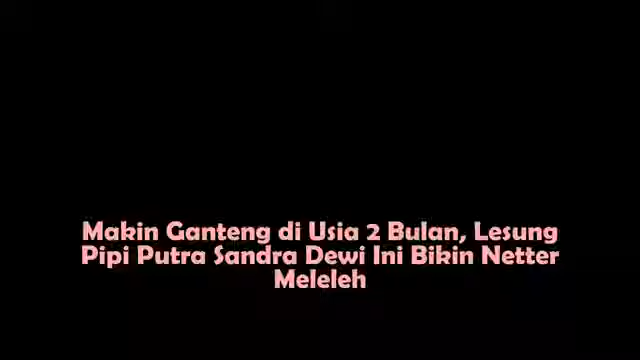 Makin Ganteng di Usia 2 Bulan, Lesung
Pipi Putra Sandra Dewi Ini Bikin Netter
Meleleh